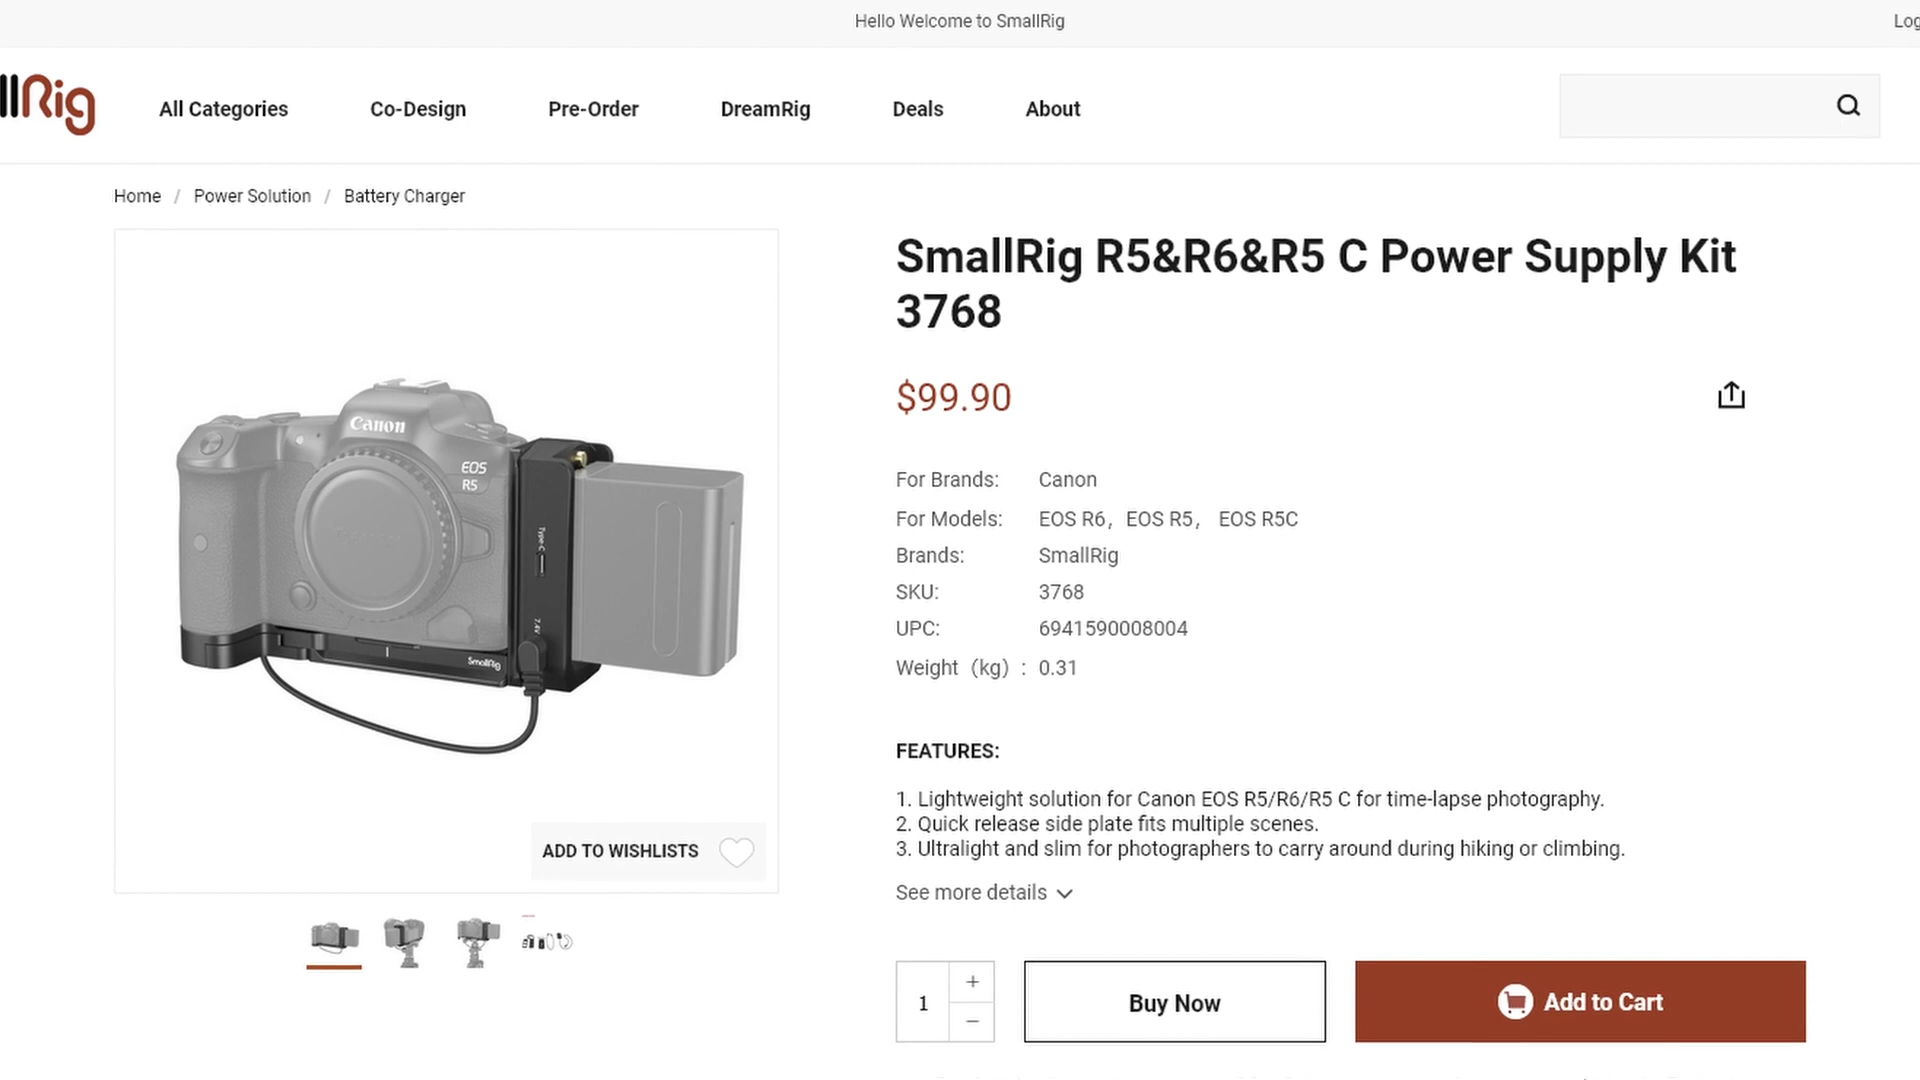 Hello Welcome to SmallRig
Log
llRig
All Categories
Co-Design
Pre-Order
DreamRig
Deals
About
Home / Power Solution / Battery Charger
Canon
EOS
R5
Type-C
7.4V
SmallRig
ADD TO WISHLISTS
SmallRig R5&R6&R5 C Power Supply Kit
3768
$99.90
For Brands: Canon
For Models: EOS R6，EOS R5， EOS R5C
Brands: SmallRig
SKU: 3768
UPC: 6941590008004
Weight（kg）: 0.31
FEATURES:
1. Lightweight solution for Canon EOS R5/R6/R5 C for time-lapse photography.
2. Quick release side plate fits multiple scenes.
3. Ultralight and slim for photographers to carry around during hiking or climbing.
See more details
1 + −
Buy Now
Add to Cart